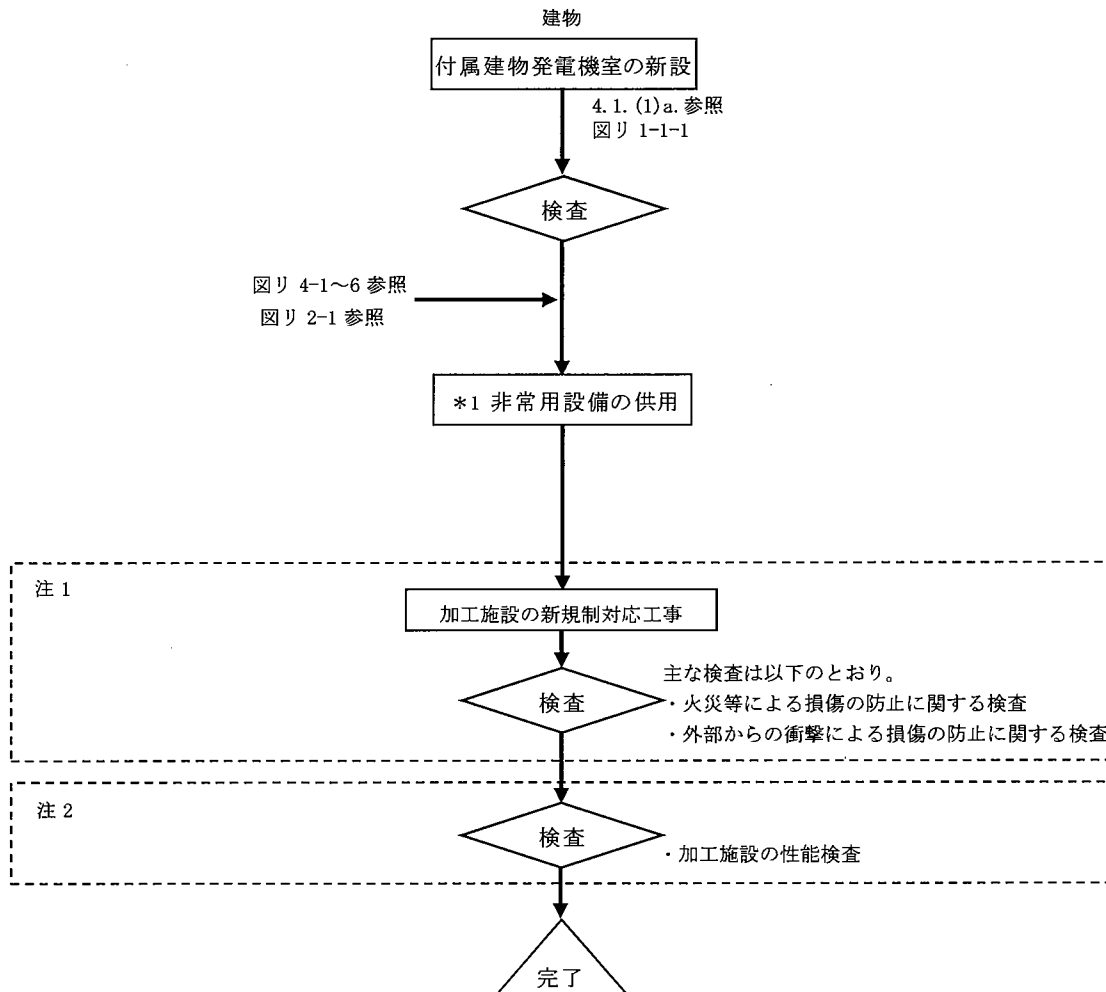 建物
付属建物発電機室の新設
4.1.(1)a.参照
図リ 1-1-1
検査
図リ 4-1～6 参照
図リ 2-1 参照
*1 非常用設備の供用
注 1
加工施設の新規制対応工事
検査
主な検査は以下のとおり。
・火災等による損傷の防止に関する検査
・外部からの衝撃による損傷の防止に関する検査
注 2
検査
・加工施設の性能検査
完了